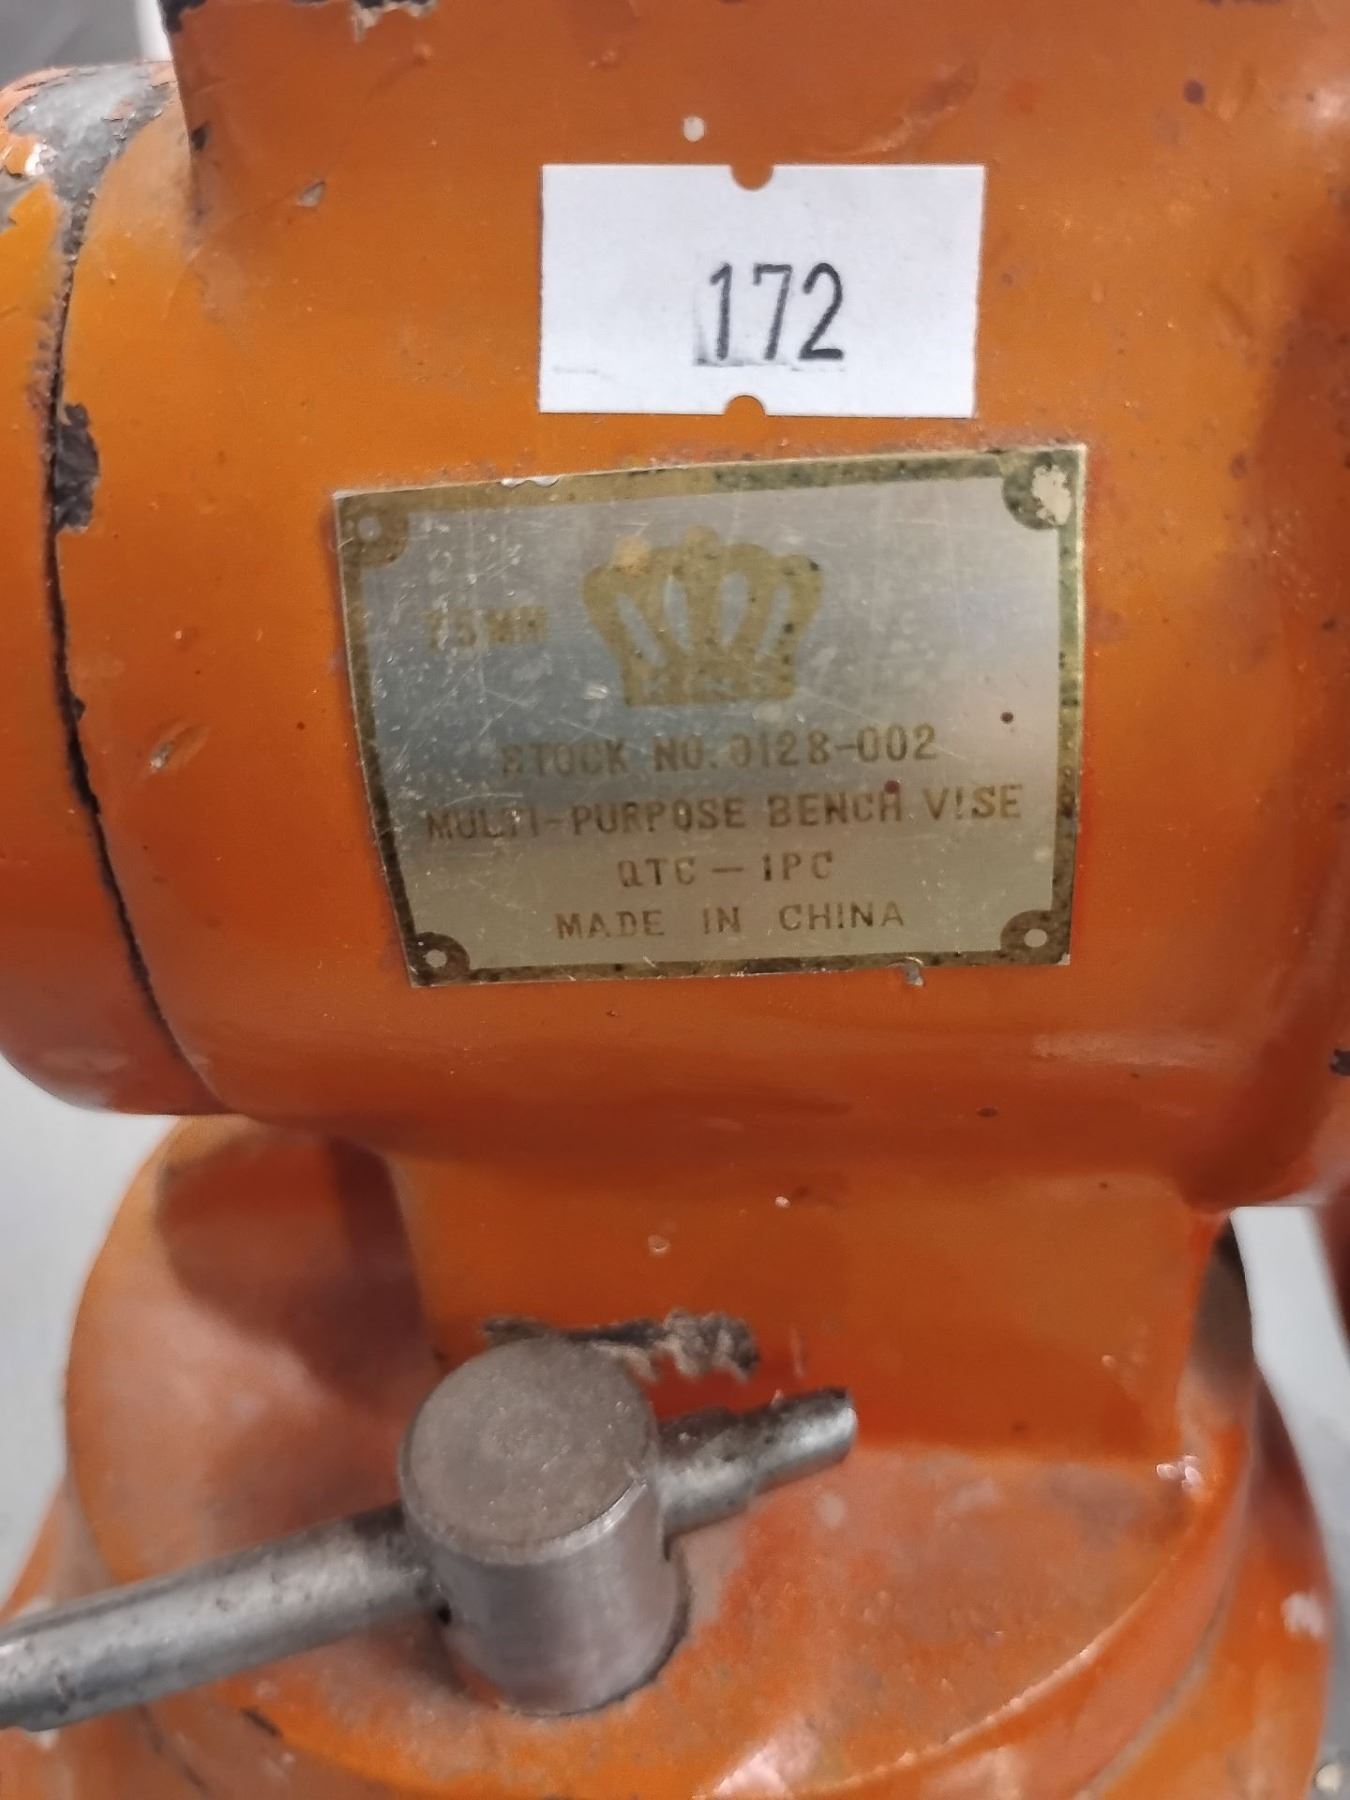 172
75MM
STOCK NO. 0128-002
MULTI-PURPOSE BENCH VISE
QTC - 1PC
MADE IN CHINA